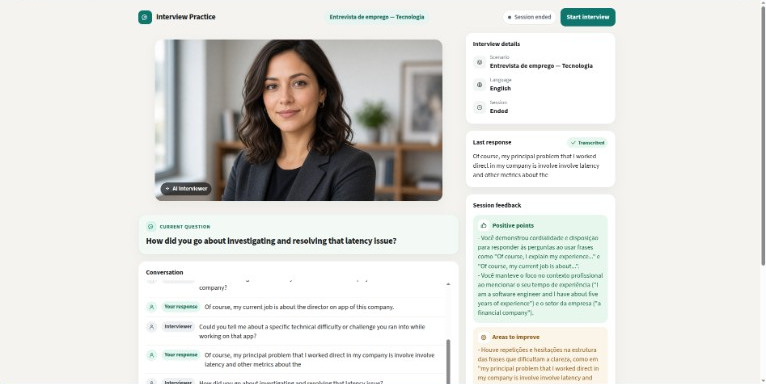 Interview Practice
Entrevista de emprego — Tecnologia
Session ended
Start interview
AI Interviewer
CURRENT QUESTION
How did you go about investigating and resolving that latency issue?
Conversation
company?
Your response
Of course, my current job is about the director on app of this company.
Interviewer
Could you tell me about a specific technical difficulty or challenge you ran into while
working on that app?
Your response
Of course, my principal problem that I worked direct in my company is involve involve
latency and other metrics about the
Interviewer
How did you go about investigating and resolving that latency issue?
Interview details
Scenario
Entrevista de emprego — Tecnologia
Language
English
Session
Ended
Last response
Transcribed
Of course, my principal problem that I worked
direct in my company is involve involve latency
and other metrics about the
Session feedback
Positive points
- Você demonstrou cordialidade e disposição
para responder às perguntas ao usar frases
como "Of course, I explain my experience..." e
"Of course, my current job is about...".
- Você manteve o foco no contexto profissional
ao mencionar o seu tempo de experiência ("I
am a software engineer and I have about five
years of experience") e o setor da empresa ("a
financial company").
Areas to improve
- Houve repetições e hesitações na estrutura
das frases que dificultam a clareza, como em
"my principal problem that I worked direct in
my company is involve involve latency and